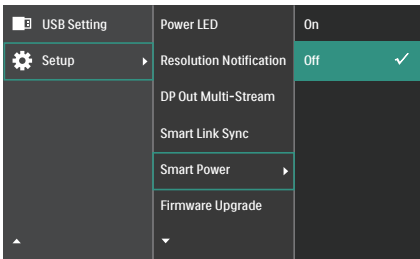 USB Setting
Setup
Power LED
Resolution Notification
DP Out Multi-Stream
Smart Link Sync
Smart Power
Firmware Upgrade
On
Off